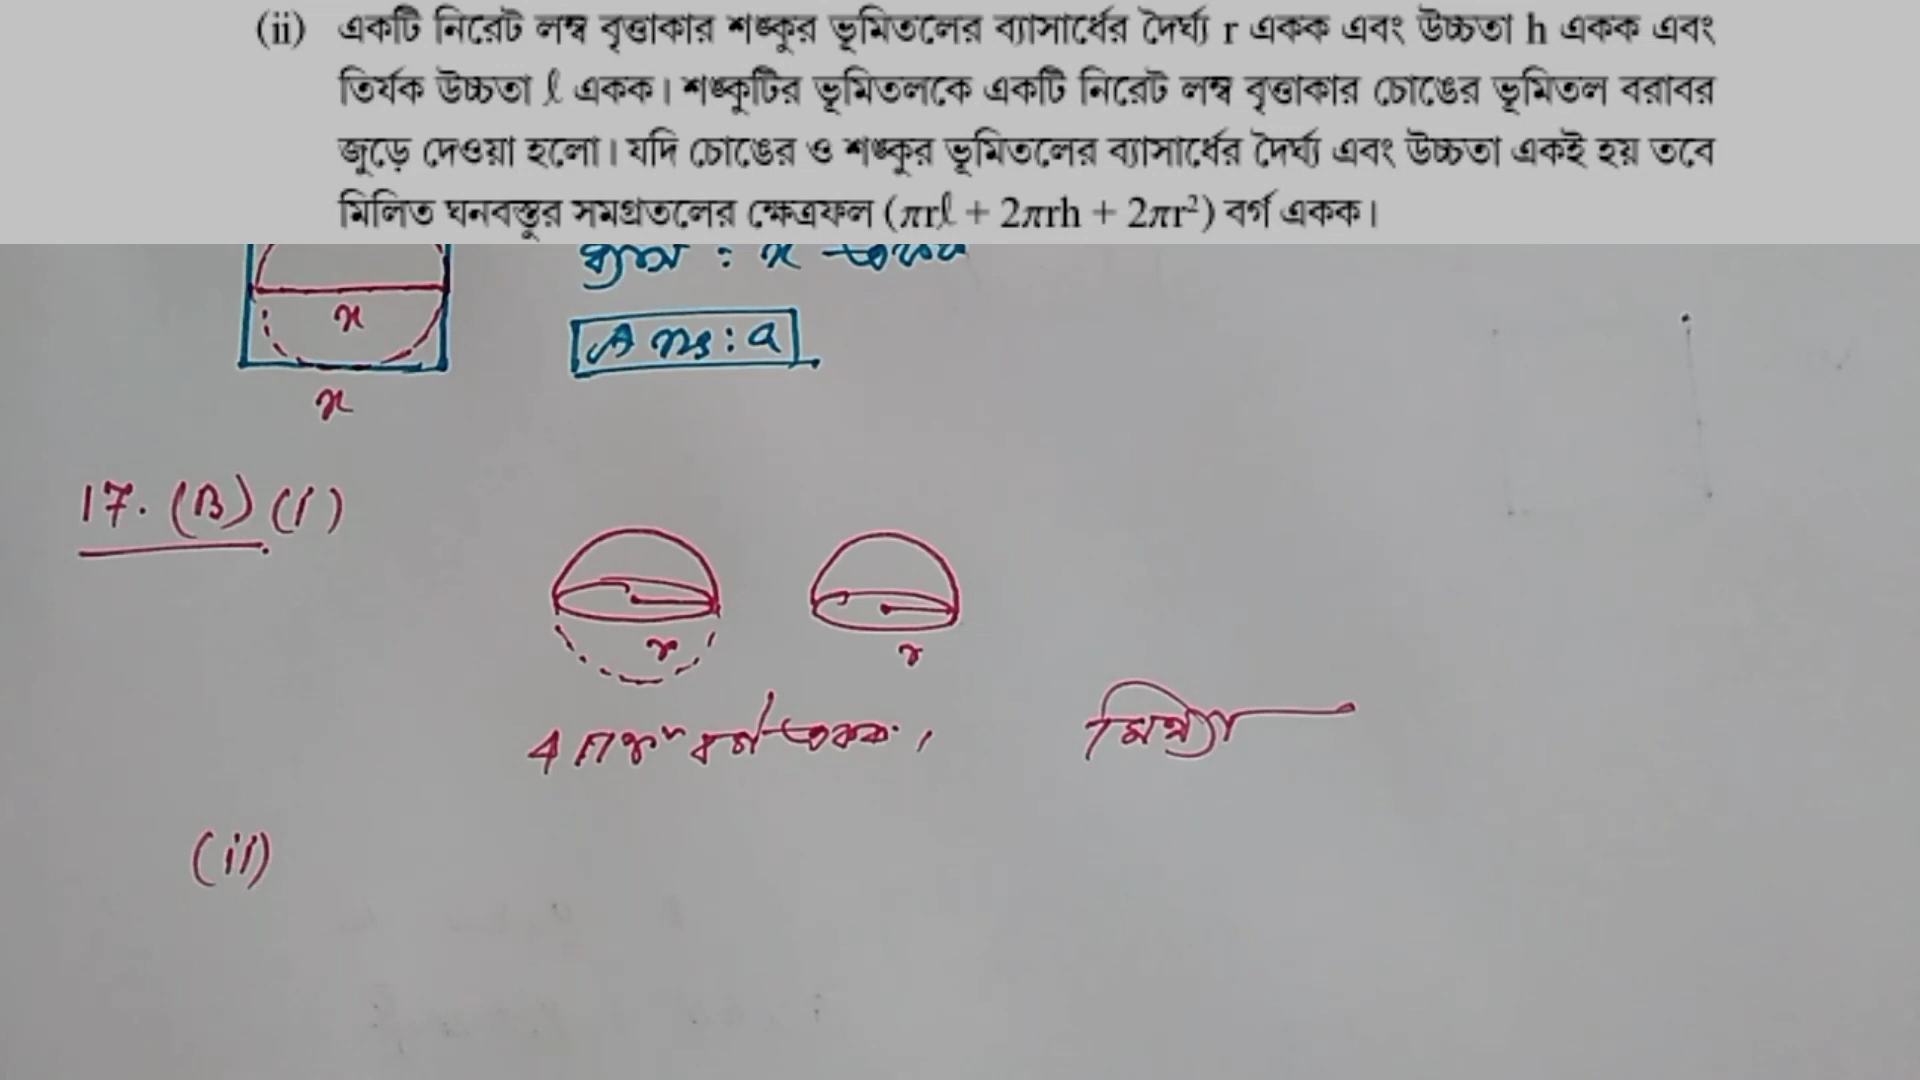 (ii) একটি নিরেট লম্ব বৃত্তাকার শঙ্কুর ভূমিতলের ব্যাসার্ধের দৈর্ঘ্য r একক এবং উচ্চতা h একক এবং
তির্যক উচ্চতা ℓ একক। শঙ্কুটির ভূমিতলকে একটি নিরেট লম্ব বৃত্তাকার চোঙের ভূমিতল বরাবর
জুড়ে দেওয়া হলো। যদি চোঙের ও শঙ্কুর ভূমিতলের ব্যাসার্ধের দৈর্ঘ্য এবং উচ্চতা একই হয় তবে
মিলিত ঘনবস্তুর সমগ্রতলের ক্ষেত্রফল (πrℓ + 2πrh + 2πr²) বর্গ একক।
ব্যাস : x একক
x
Ans: a
x
17. (B) (i)
r r
4πr² বর্গ একক।
মিথ্যা
(ii)